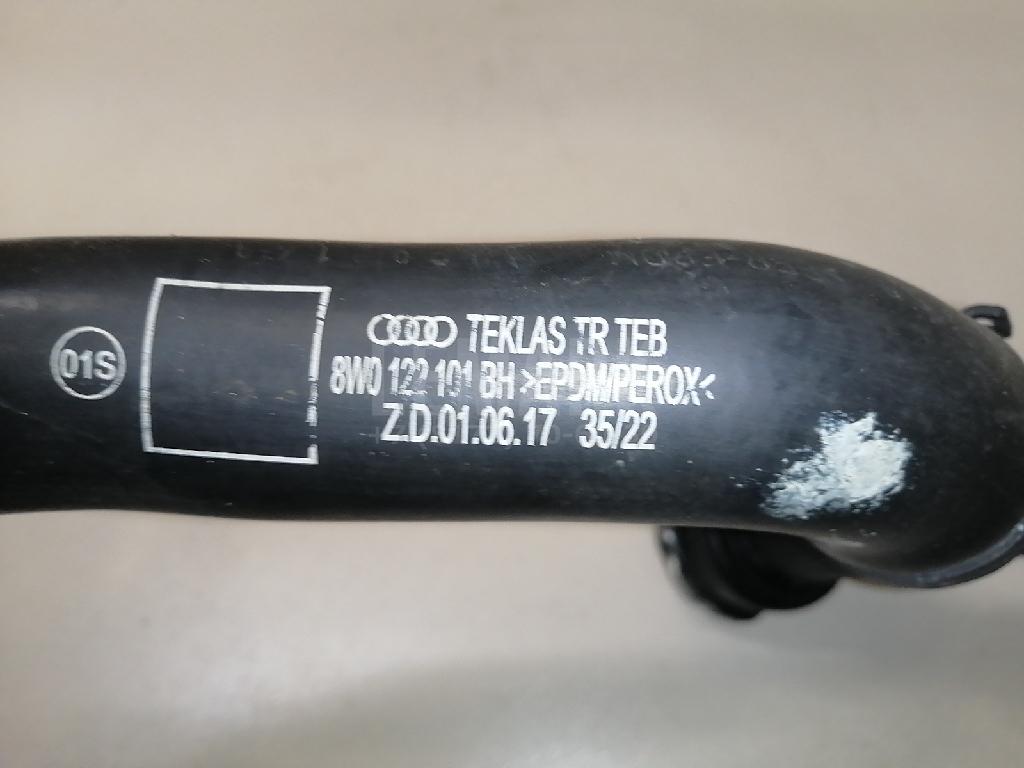 01S
TEKLAS TR TEB
8W0 122 101 BH >EPDM/PEROX<
Z.D.01.06.17 35/22